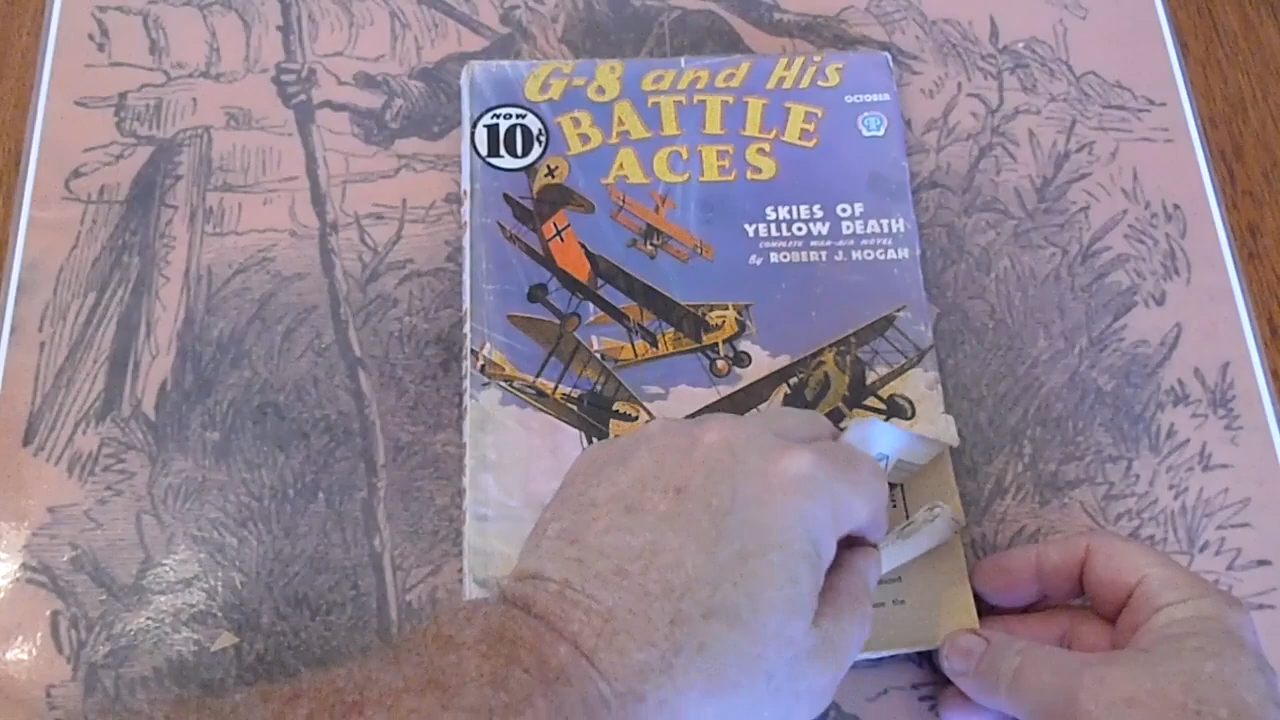 G-8 and His
OCTOBER
NOW
10¢
BATTLE
ACES
SKIES OF
YELLOW DEATH
COMPLETE WAR-AIR NOVEL
By ROBERT J. HOGAN
the